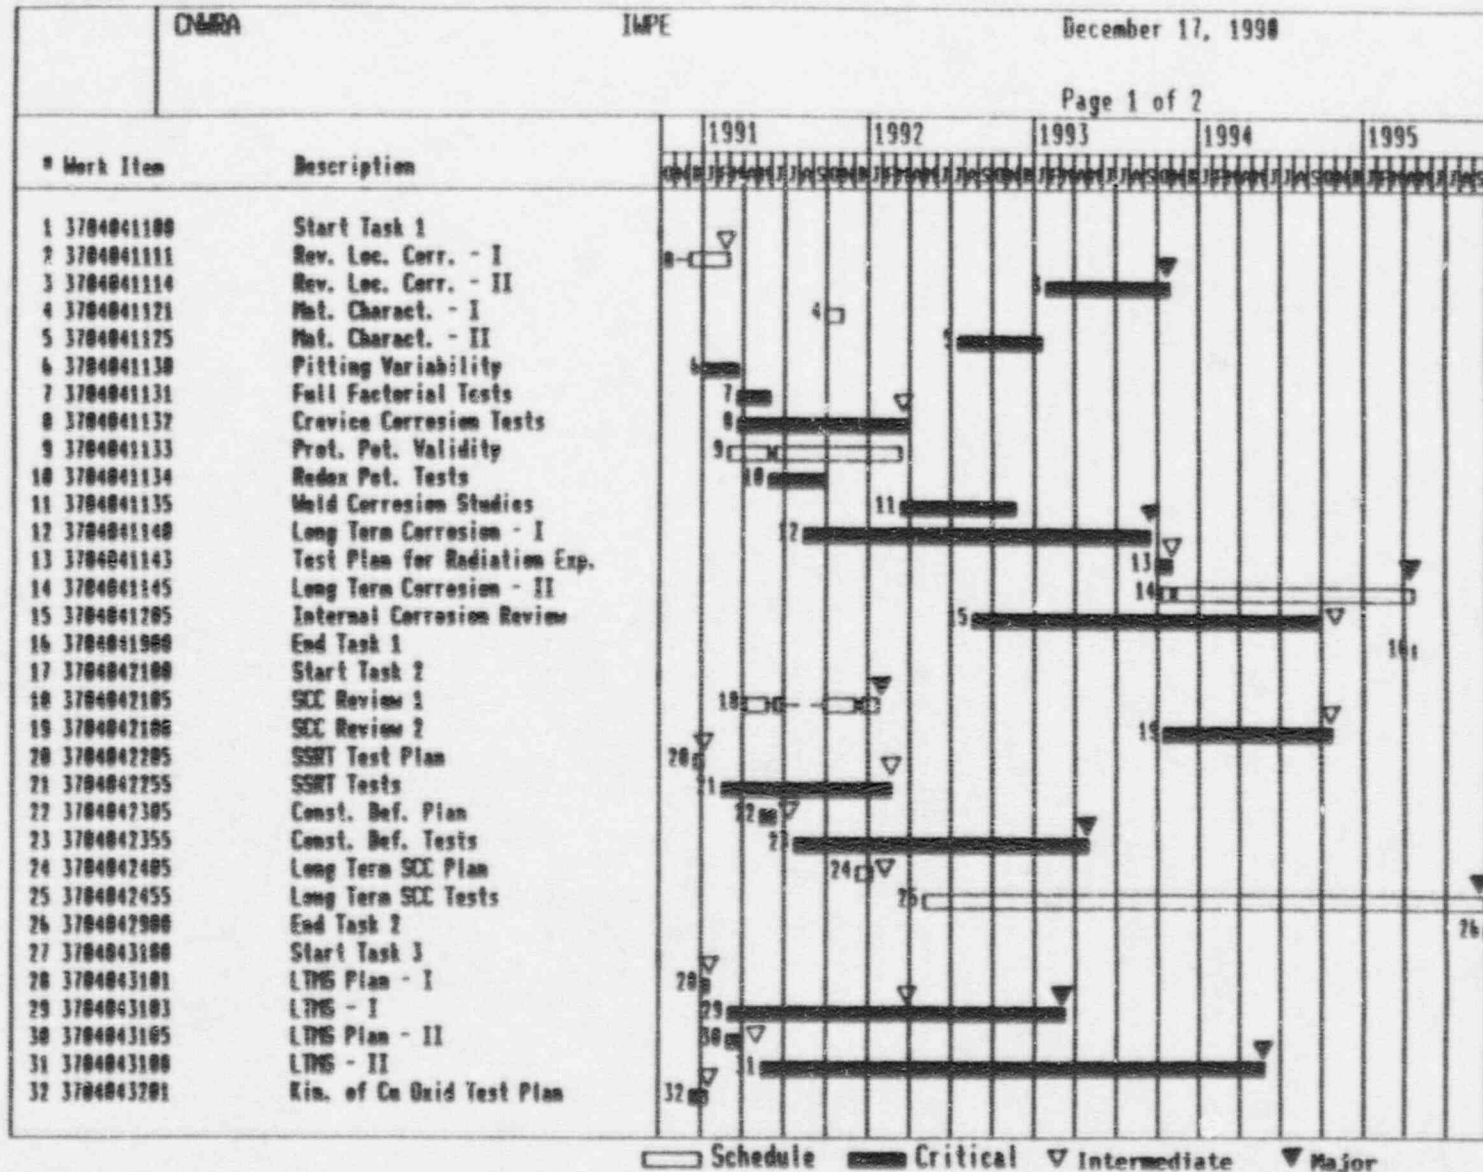 CNWRA IWPE December 17, 1990
Page 1 of 2
1991 1992 1993 1994 1995
# Work Item Description
1 3704041100 Start Task 1
2 3704041111 Rev. Loc. Corr. - I
3 3704041114 Rev. Loc. Corr. - II
4 3704041121 Mat. Charact. - I
5 3704041125 Mat. Charact. - II
6 3704041130 Pitting Variability
7 3704041131 Full Factorial Tests
8 3704041132 Crevice Corrosion Tests
9 3704041133 Prot. Pot. Validity
10 3704041134 Redox Pot. Tests
11 3704041135 Weld Corrosion Studies
12 3704041140 Long Term Corrosion - I
13 3704041143 Test Plan for Radiation Exp.
14 3704041145 Long Term Corrosion - II
15 3704041205 Internal Corrosion Review
16 3704041900 End Task 1
17 3704042100 Start Task 2
18 3704042105 SCC Review 1
19 3704042106 SCC Review 2
20 3704042205 SSRT Test Plan
21 3704042255 SSRT Tests
22 3704042305 Const. Def. Plan
23 3704042355 Const. Def. Tests
24 3704042405 Long Term SCC Plan
25 3704042455 Long Term SCC Tests
26 3704042900 End Task 2
27 3704043100 Start Task 3
28 3704043101 LTMS Plan - I
29 3704043103 LTMS - I
30 3704043105 LTMS Plan - II
31 3704043108 LTMS - II
32 3704043201 Kin. of Cu Oxid Test Plan
Schedule Critical Intermediate Major